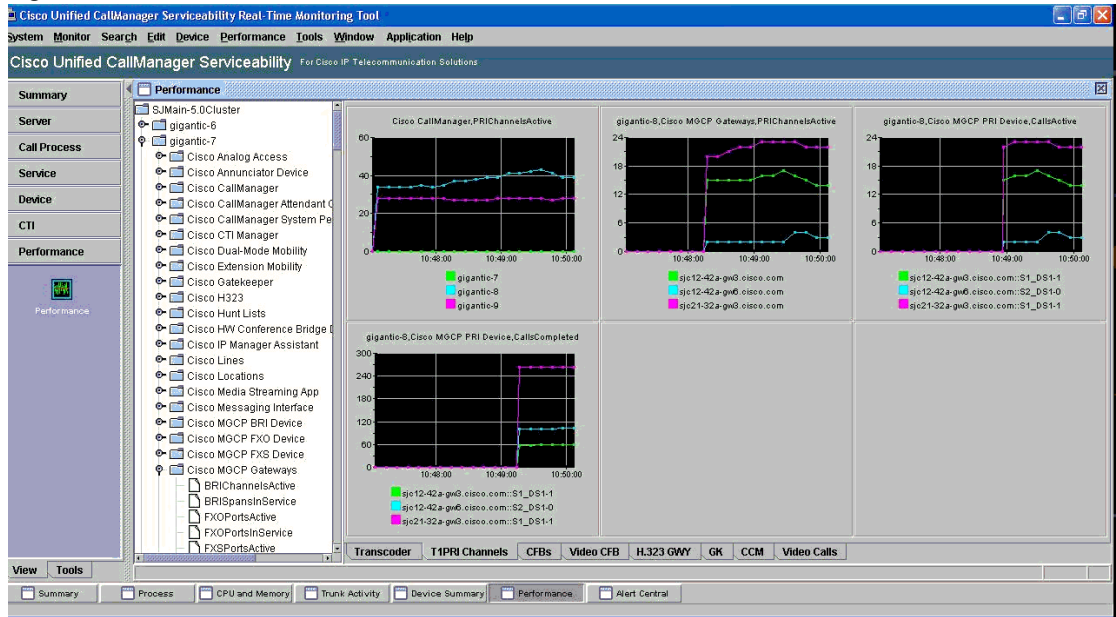 Cisco Unified CallManager Serviceability Real-Time Monitoring Tool
System Monitor Search Edit Device Performance Tools Window Application Help
Cisco Unified CallManager Serviceability For Cisco IP Telecommunication Solutions
Summary
Server
Call Process
Service
Device
CTI
Performance
Performance
View Tools
Performance
SJMain-5.0Cluster
gigantic-6
gigantic-7
Cisco Analog Access
Cisco Annunciator Device
Cisco CallManager
Cisco CallManager Attendant C
Cisco CallManager System Pe
Cisco CTI Manager
Cisco Dual-Mode Mobility
Cisco Extension Mobility
Cisco Gatekeeper
Cisco H323
Cisco Hunt Lists
Cisco HW Conference Bridge D
Cisco IP Manager Assistant
Cisco Lines
Cisco Locations
Cisco Media Streaming App
Cisco Messaging Interface
Cisco MGCP BRI Device
Cisco MGCP FXO Device
Cisco MGCP FXS Device
Cisco MGCP Gateways
BRIChannelsActive
BRISpansInService
FXOPortsActive
FXOPortsInService
FXSPortsActive
Cisco CallManager,PRIChannelsActive
60
40
20
0
10:48:00 10:49:00 10:50:00
gigantic-7
gigantic-8
gigantic-9
gigantic-8,Cisco MGCP Gateways,PRIChannelsActive
24
18
12
6
0
10:48:00 10:49:00 10:50:00
sjc12-42a-gw3.cisco.com
sjc12-42a-gw6.cisco.com
sjc21-32a-gw3.cisco.com
gigantic-8,Cisco MGCP PRI Device,CallsActive
24
18
12
6
0
10:48:00 10:49:00 10:50:00
sjc12-42a-gw3.cisco.com::S1_DS1-1
sjc12-42a-gw6.cisco.com::S2_DS1-0
sjc21-32a-gw3.cisco.com::S1_DS1-1
gigantic-8,Cisco MGCP PRI Device,CallsCompleted
300
240
180
120
60
0
10:48:00 10:49:00 10:50:00
sjc12-42a-gw3.cisco.com::S1_DS1-1
sjc12-42a-gw6.cisco.com::S2_DS1-0
sjc21-32a-gw3.cisco.com::S1_DS1-1
Transcoder T1PRI Channels CFBs Video CFB H.323 GWY GK CCM Video Calls
Summary Process CPU and Memory Trunk Activity Device Summary Performance Alert Central